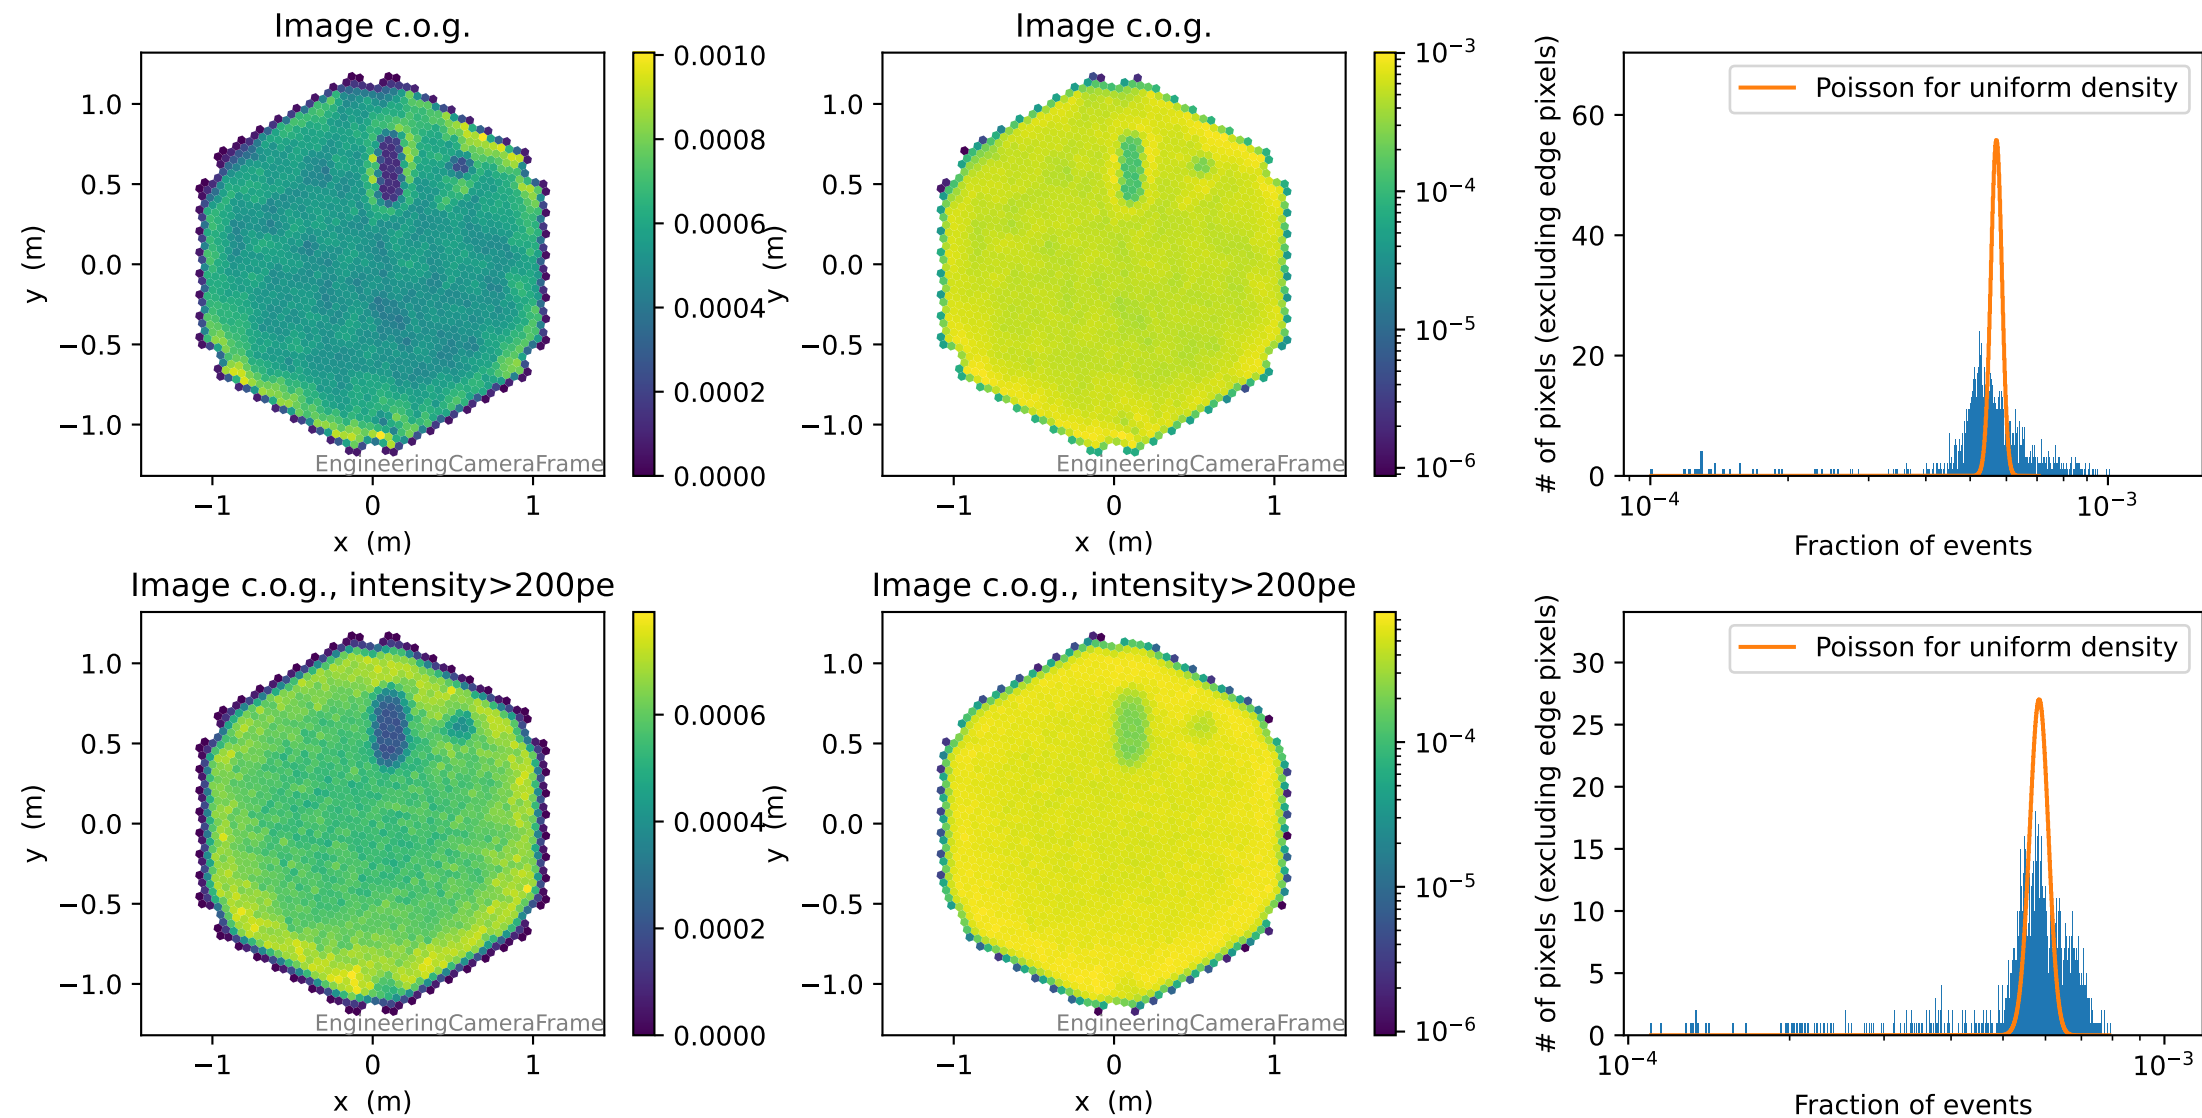 Image c.o.g.
1.0
0.5
0.0
−0.5
−1.0
y (m)
−1 0 1
x (m)
EngineeringCameraFrame
0.0010
0.0008
0.0006
0.0004
0.0002
0.0000
Image c.o.g.
1.0
0.5
0.0
−0.5
−1.0
y (m)
−1 0 1
x (m)
EngineeringCameraFrame
10−3
10−4
10−5
10−6
Poisson for uniform density
60
40
20
0
# of pixels (excluding edge pixels)
10−4 10−3
Fraction of events
Image c.o.g., intensity>200pe
1.0
0.5
0.0
−0.5
−1.0
y (m)
−1 0 1
x (m)
EngineeringCameraFrame
0.0006
0.0004
0.0002
0.0000
Image c.o.g., intensity>200pe
1.0
0.5
0.0
−0.5
−1.0
y (m)
−1 0 1
x (m)
EngineeringCameraFrame
10−4
10−5
10−6
Poisson for uniform density
30
25
20
15
10
5
0
# of pixels (excluding edge pixels)
10−4 10−3
Fraction of events